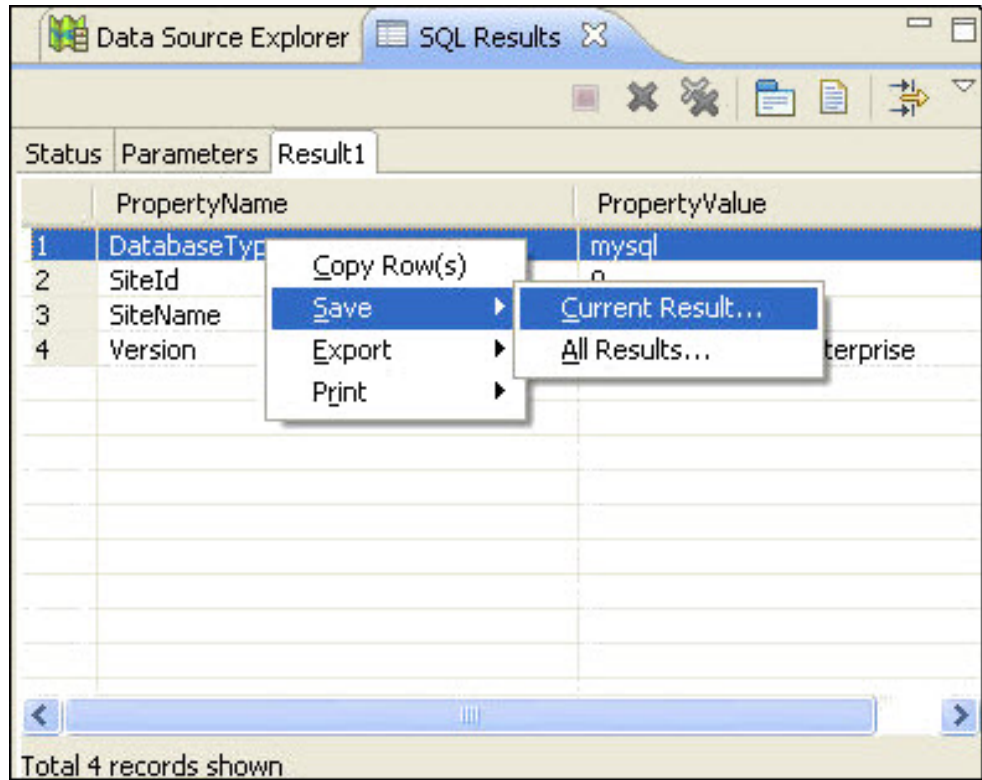 Data Source Explorer SQL Results
Status Parameters Result1
PropertyName PropertyValue
1 DatabaseTyp mysql
2 SiteId
3 SiteName
4 Version terprise
Copy Row(s)
Save
Export
Print
Current Result...
All Results...
Total 4 records shown